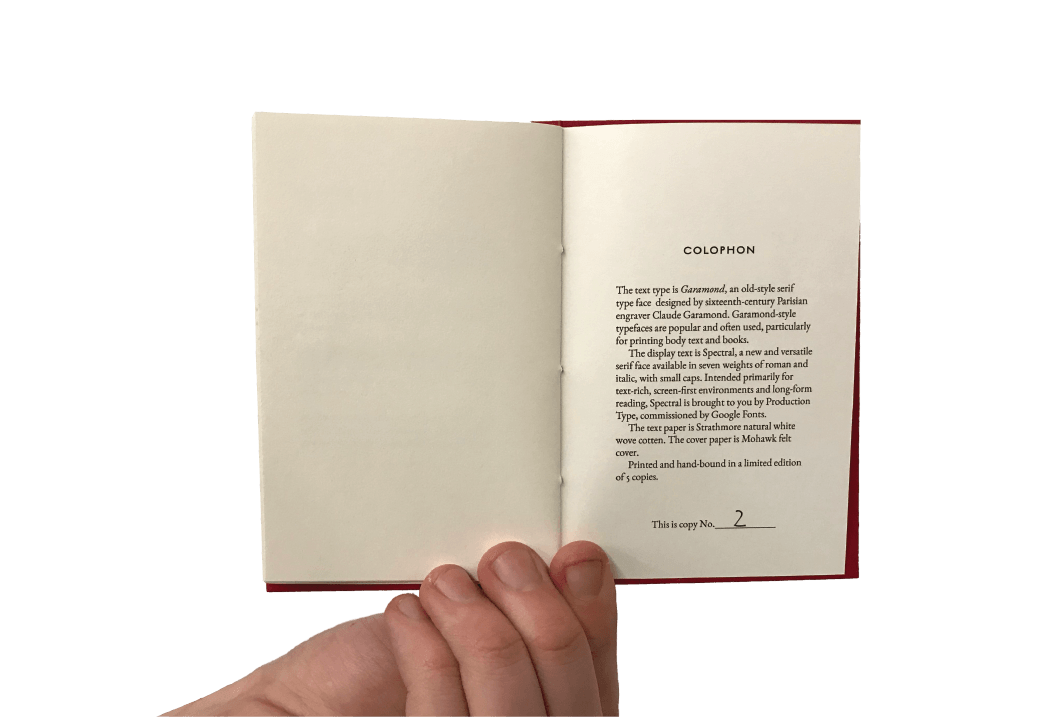 COLOPHON
The text type is Garamond, an old-style serif
type face designed by sixteenth-century Parisian
engraver Claude Garamond. Garamond-style
typefaces are popular and often used, particularly
for printing body text and books.
The display text is Spectral, a new and versatile
serif face available in seven weights of roman and
italic, with small caps. Intended primarily for
text-rich, screen-first environments and long-form
reading, Spectral is brought to you by Production
Type, commissioned by Google Fonts.
The text paper is Strathmore natural white
wove cotten. The cover paper is Mohawk felt
cover.
Printed and hand-bound in a limited edition
of 5 copies.
This is copy No. 2